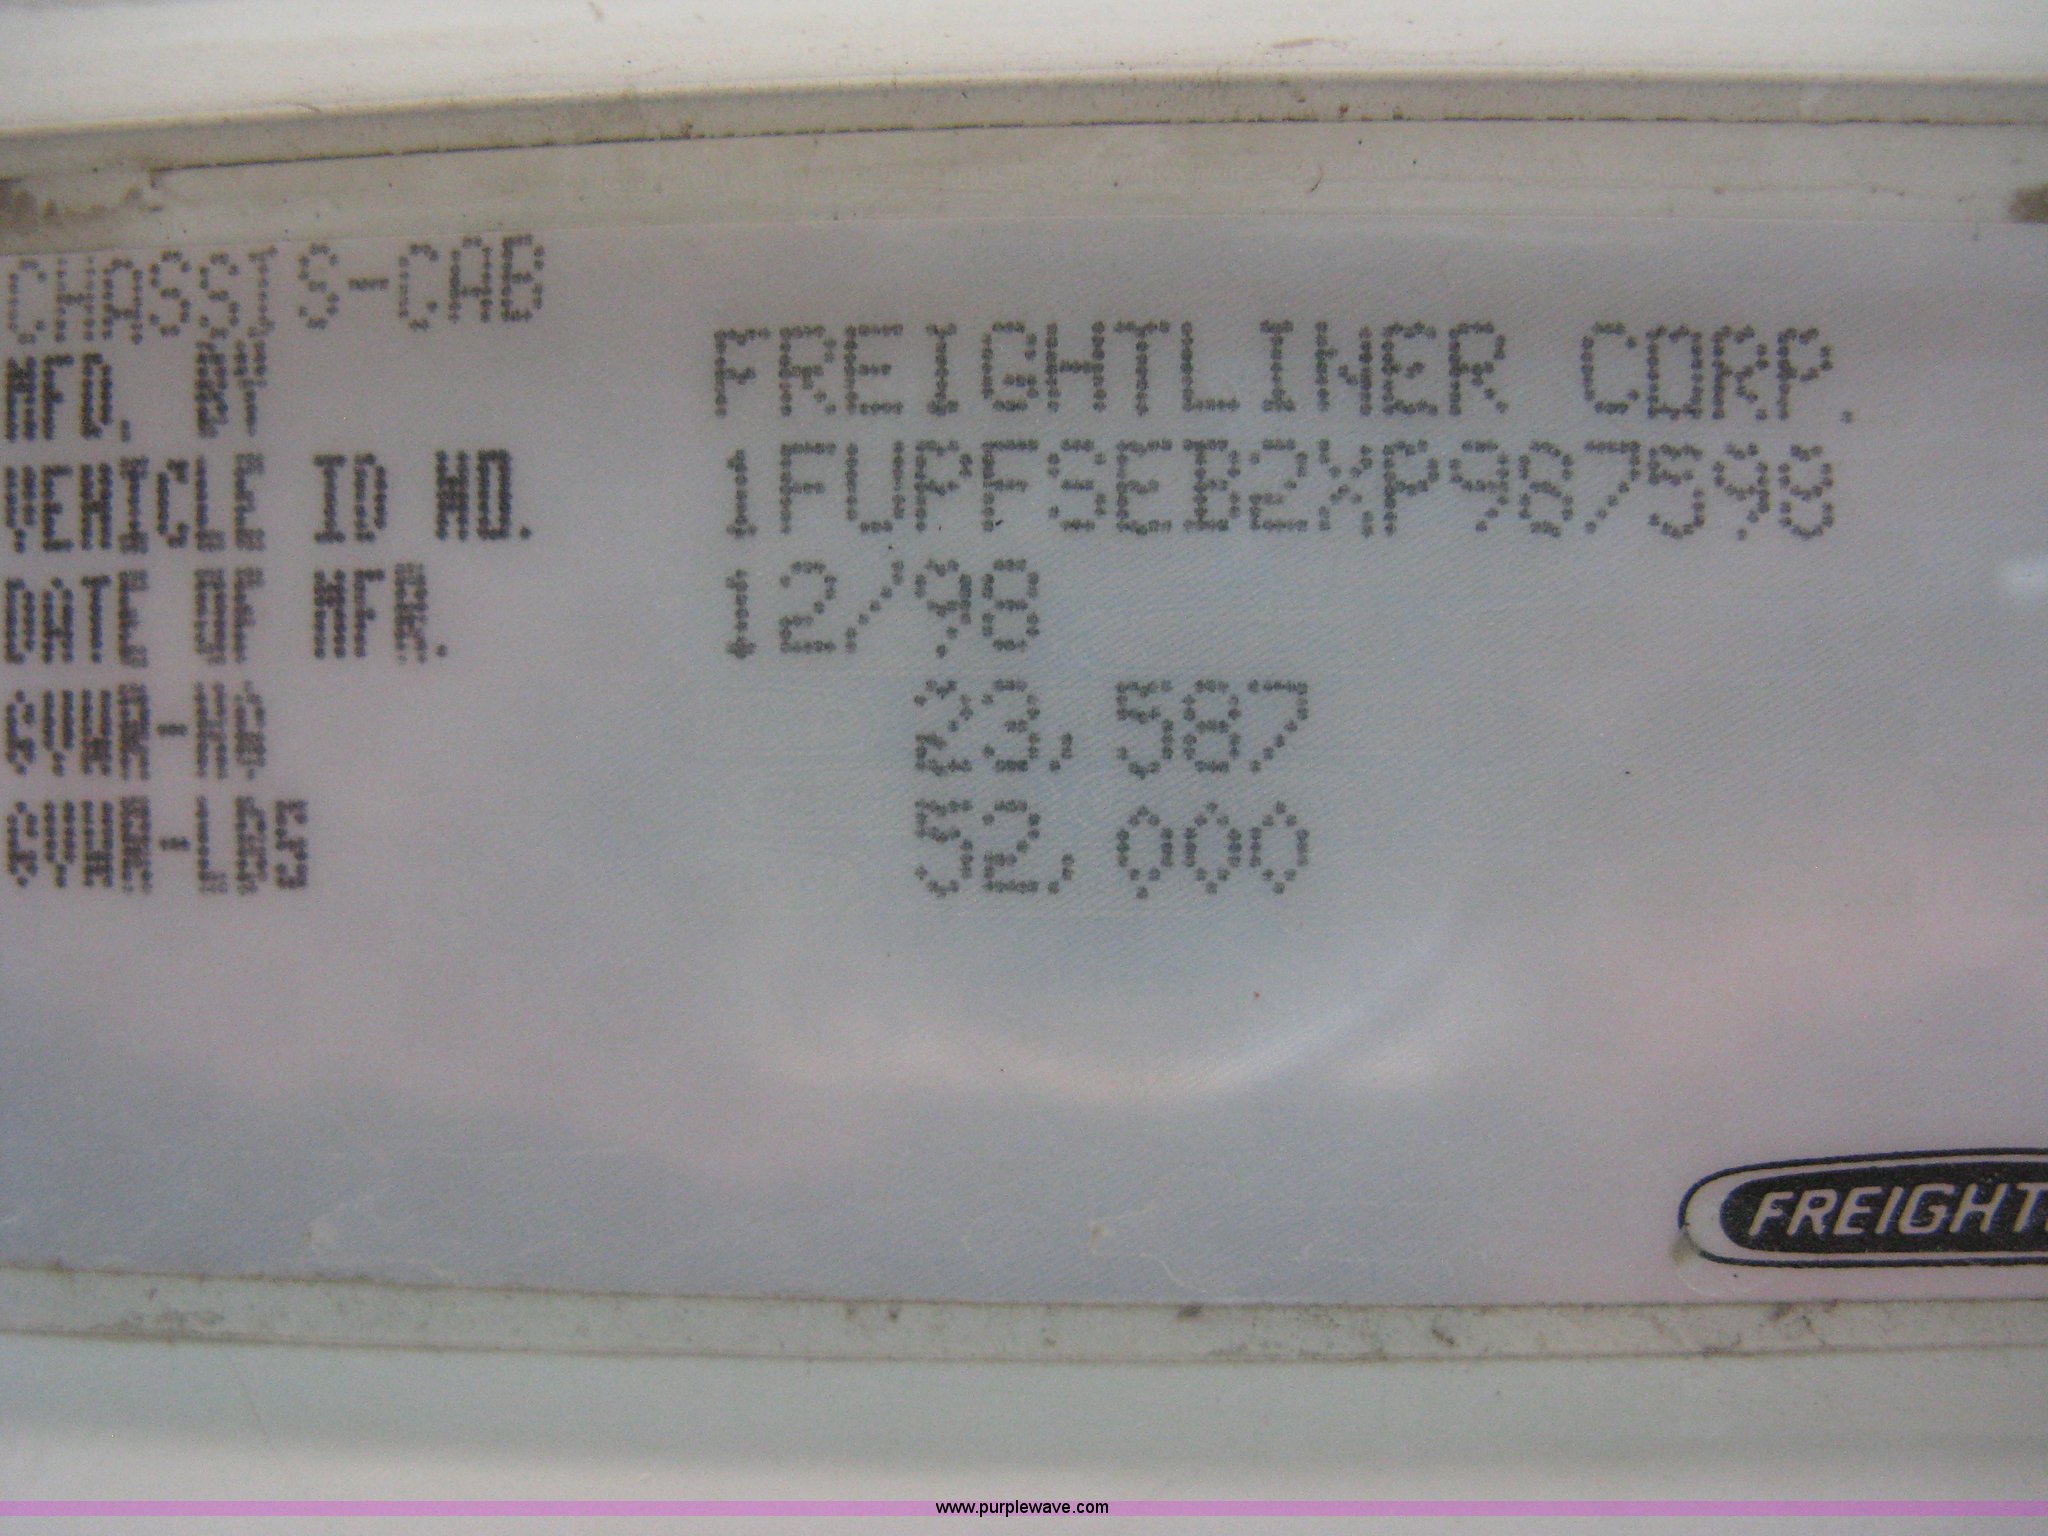 CHASSIS-CAB
MFD. BY FREIGHTLINER CORP.
VEHICLE ID NO. 1FUPFSEB2XP987598
DATE OF MFR. 12/98
GVWR-KG 23,587
GVWR-LBS 52,000
FREIGHT
www.purplewave.com